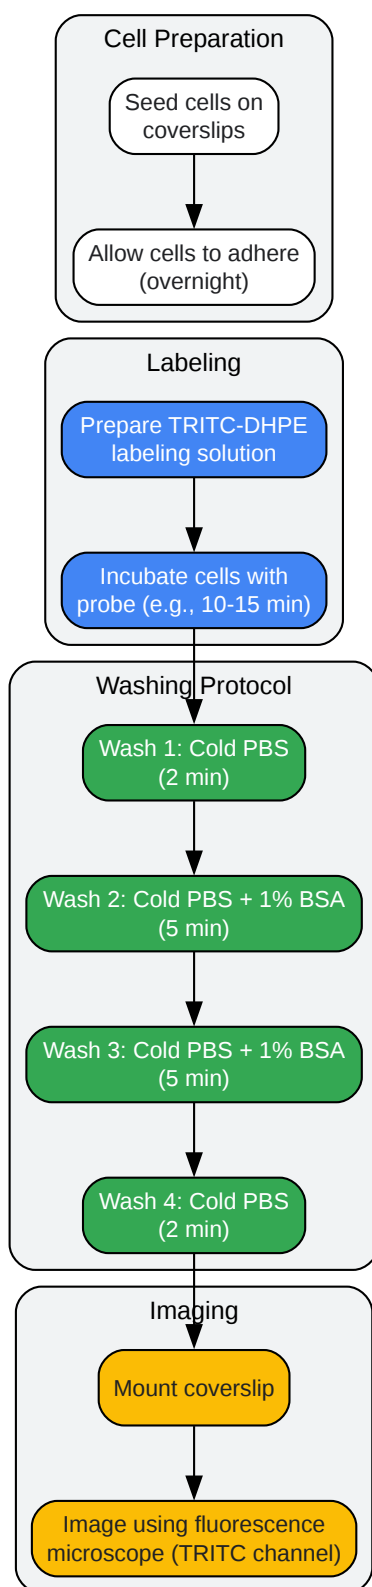 Cell Preparation
Seed cells on
coverslips
Allow cells to adhere
(overnight)
Labeling
Prepare TRITC-DHPE
labeling solution
Incubate cells with
probe (e.g., 10-15 min)
Washing Protocol
Wash 1: Cold PBS
(2 min)
Wash 2: Cold PBS + 1% BSA
(5 min)
Wash 3: Cold PBS + 1% BSA
(5 min)
Wash 4: Cold PBS
(2 min)
Imaging
Mount coverslip
Image using fluorescence
microscope (TRITC channel)